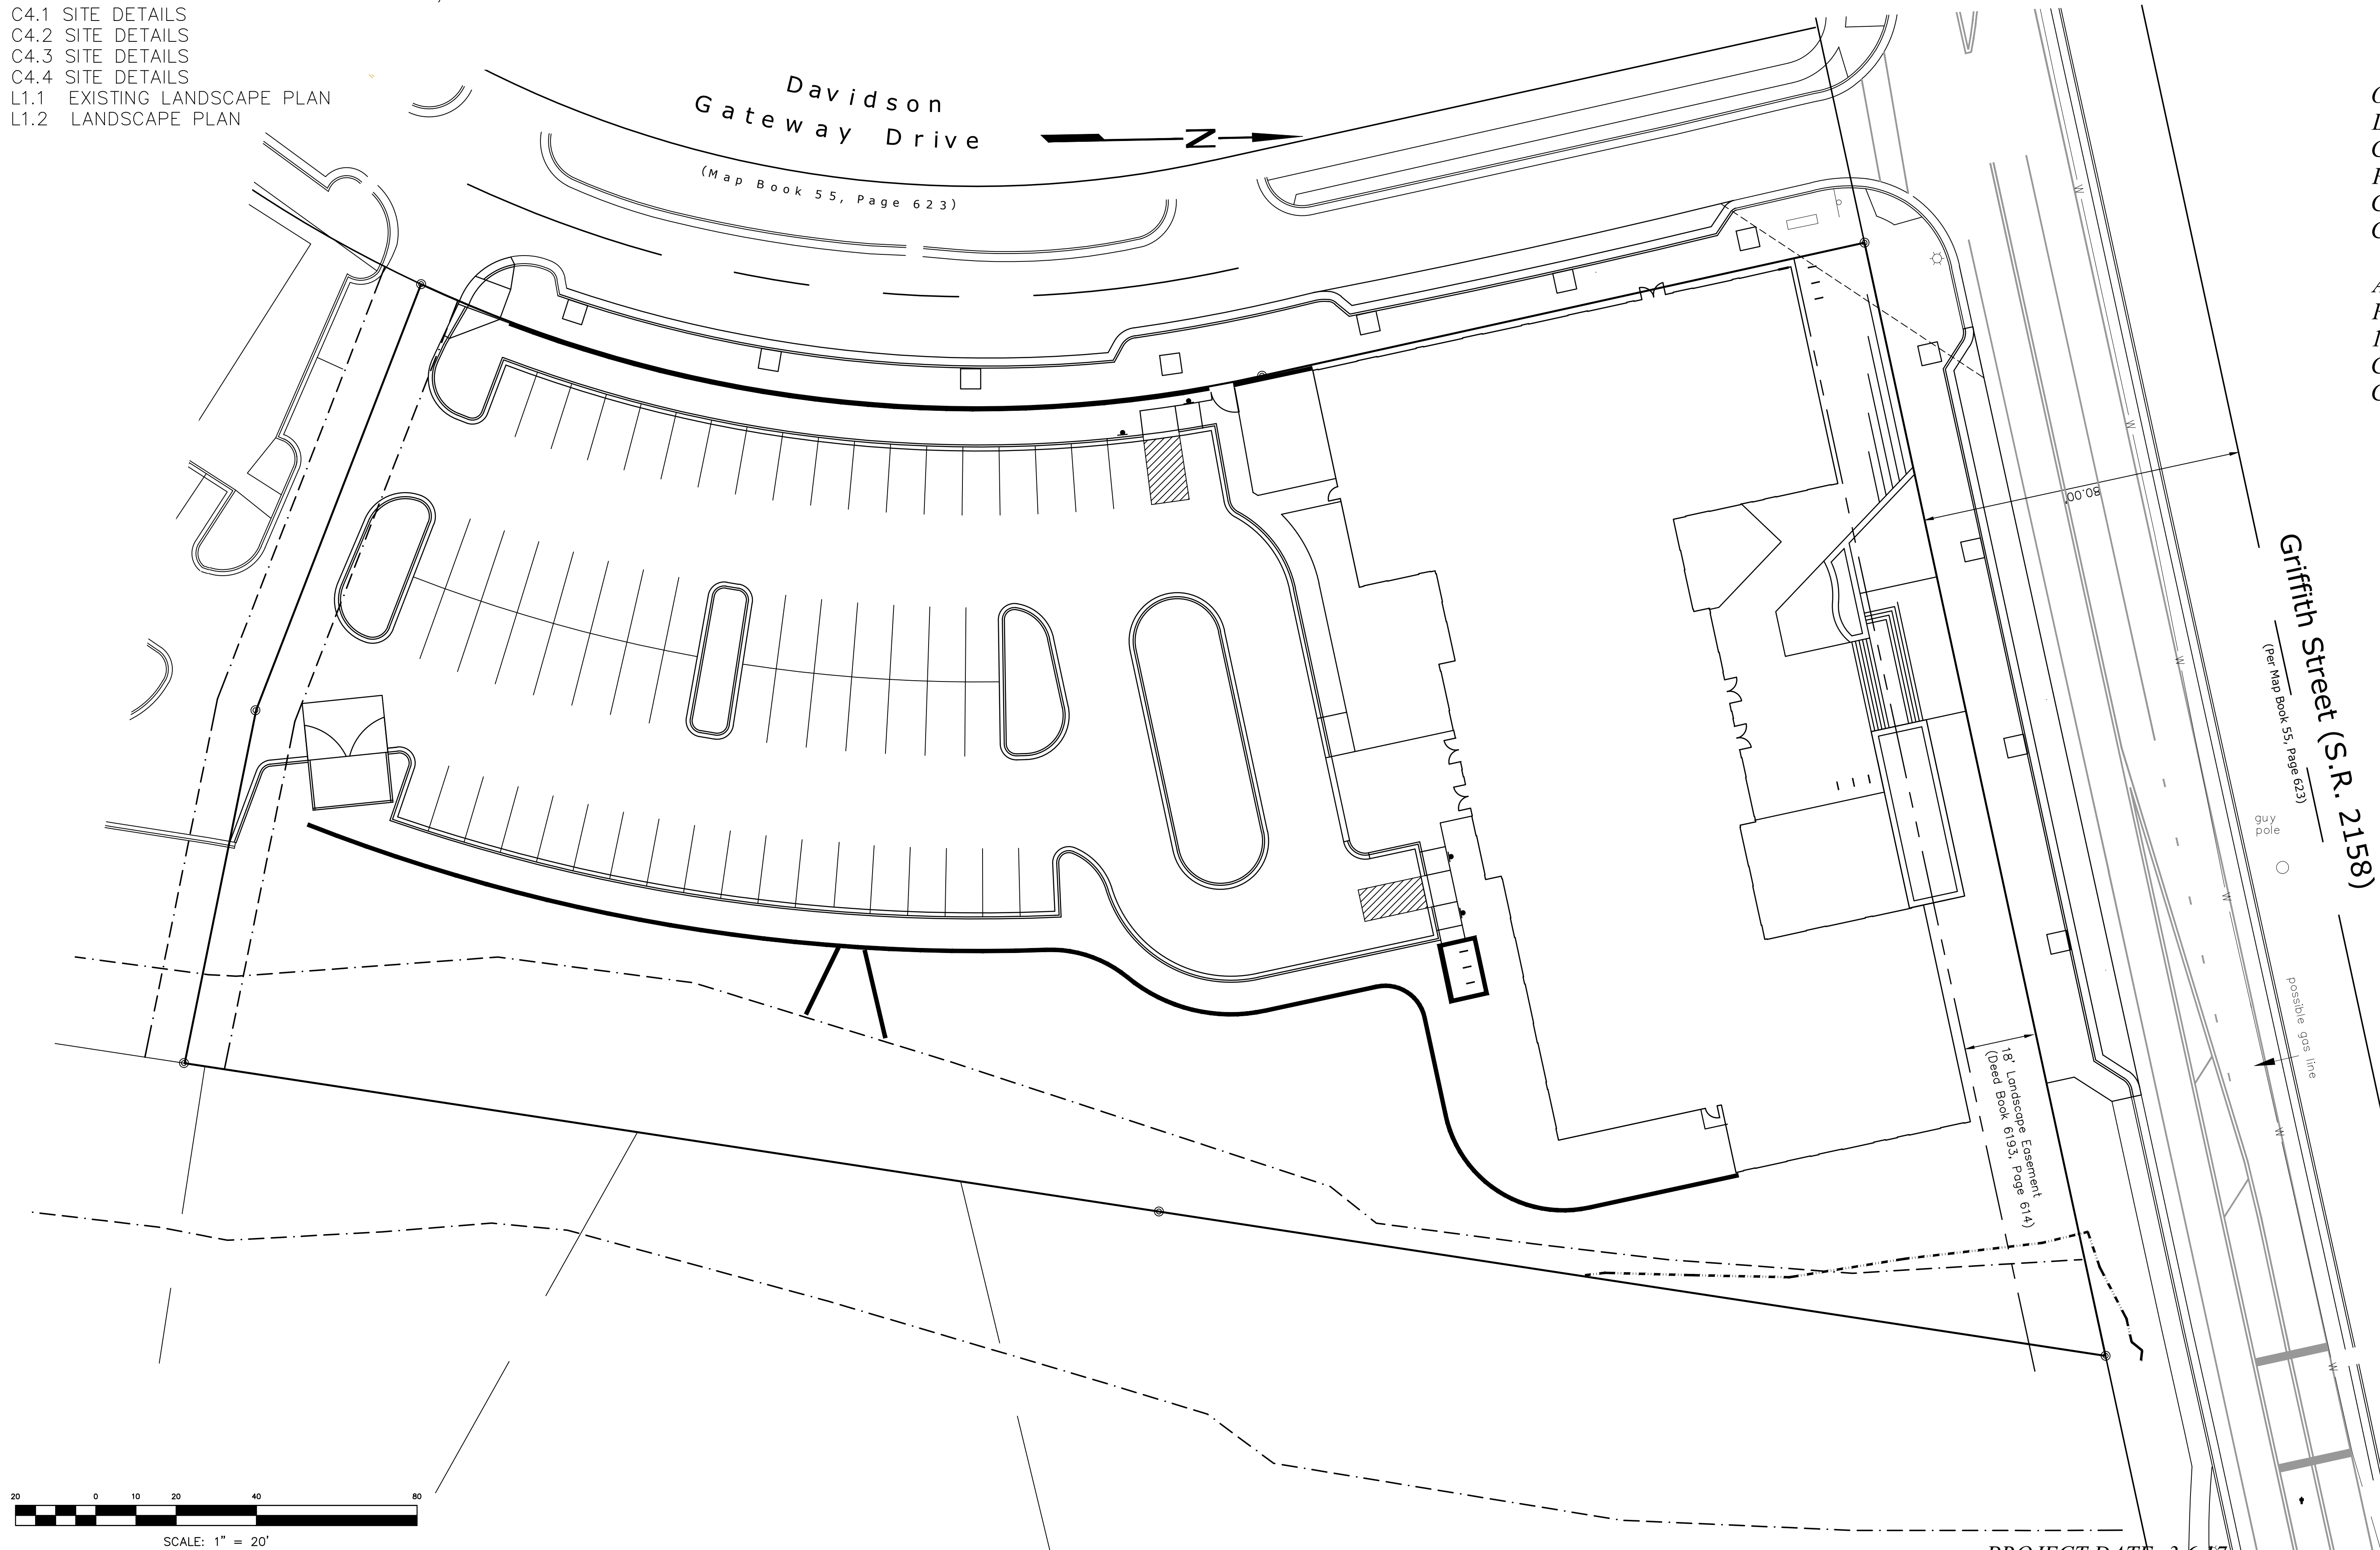 C4.1 SITE DETAILS
C4.2 SITE DETAILS
C4.3 SITE DETAILS
C4.4 SITE DETAILS
L1.1 EXISTING LANDSCAPE PLAN
L1.2 LANDSCAPE PLAN
Davidson
Gateway Drive
(Map Book 55, Page 623)
N
80.00'
Griffith Street (S.R. 2158)
(Per Map Book 55, Page 623)
W
W
W
W
W
W
guy
pole
possible gas line
18' Landscape Easement
(Deed Book 6193, Page 614)
20 0 10 20 40 80
SCALE: 1" = 20'